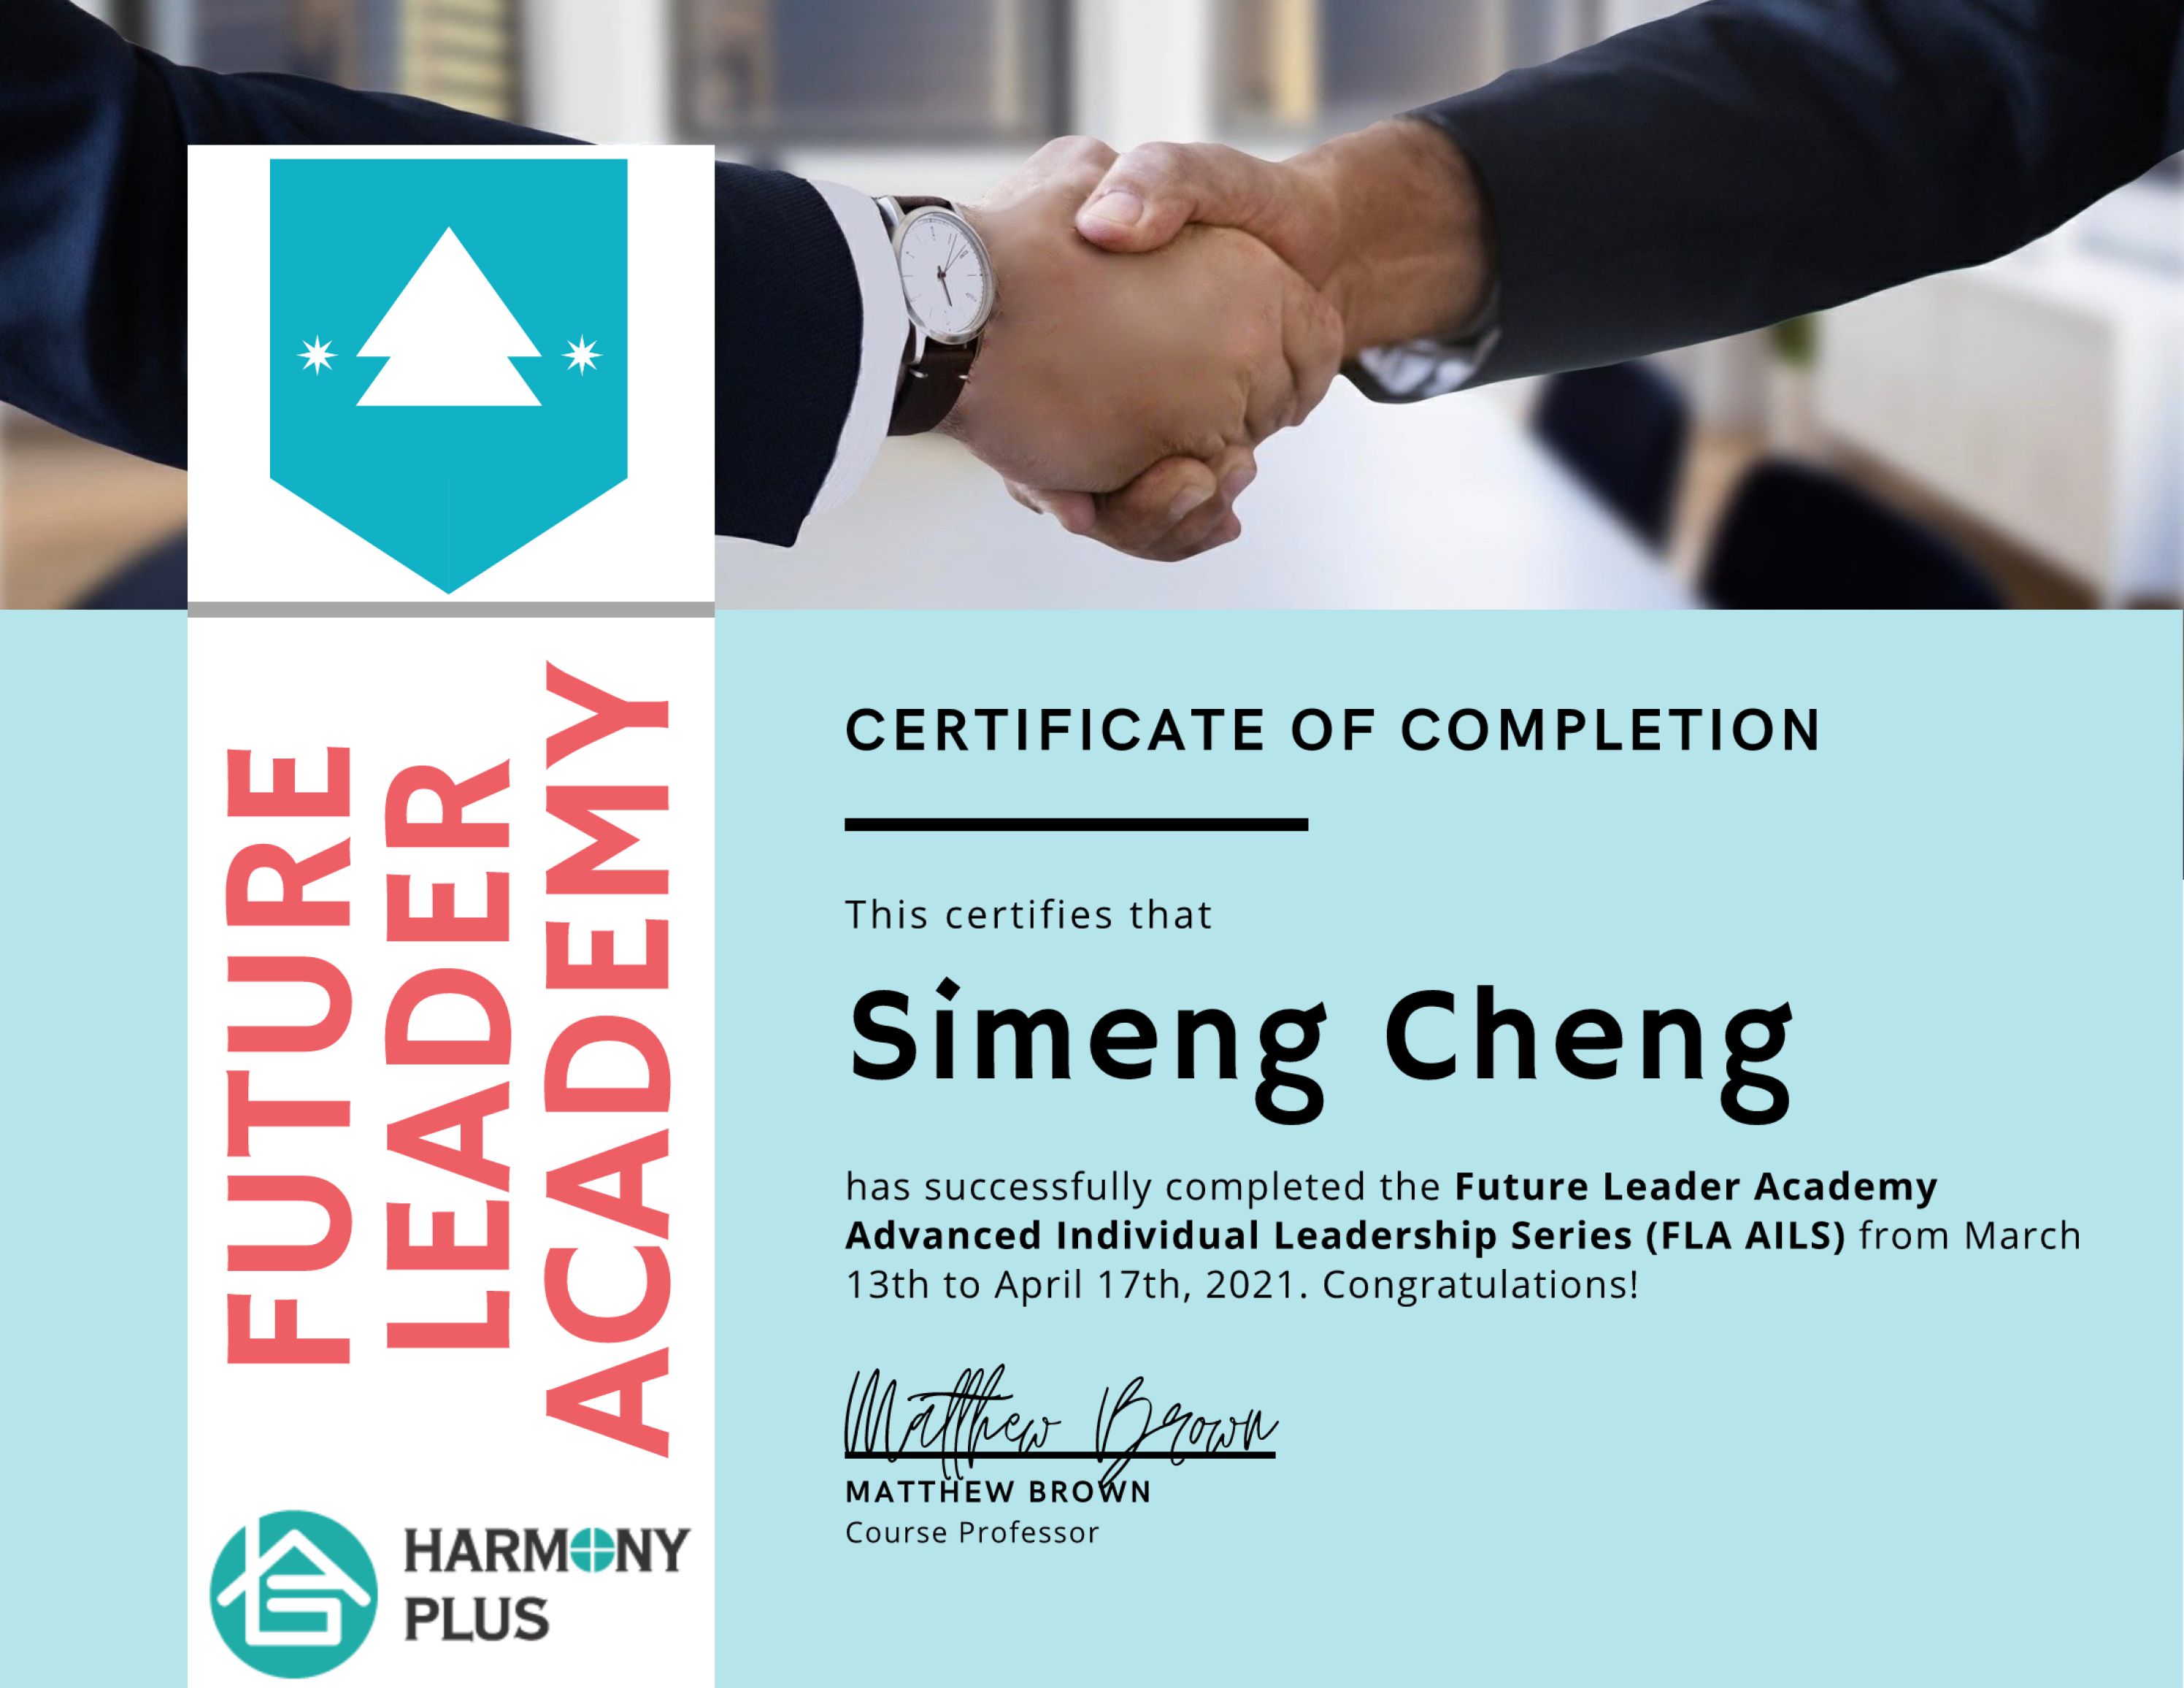 FUTURE
LEADER
ACADEMY
HARMONY
PLUS
CERTIFICATE OF COMPLETION
This certifies that
Simeng Cheng
has successfully completed the Future Leader Academy
Advanced Individual Leadership Series (FLA AILS) from March
13th to April 17th, 2021. Congratulations!
Matthew Brown
MATTHEW BROWN
Course Professor